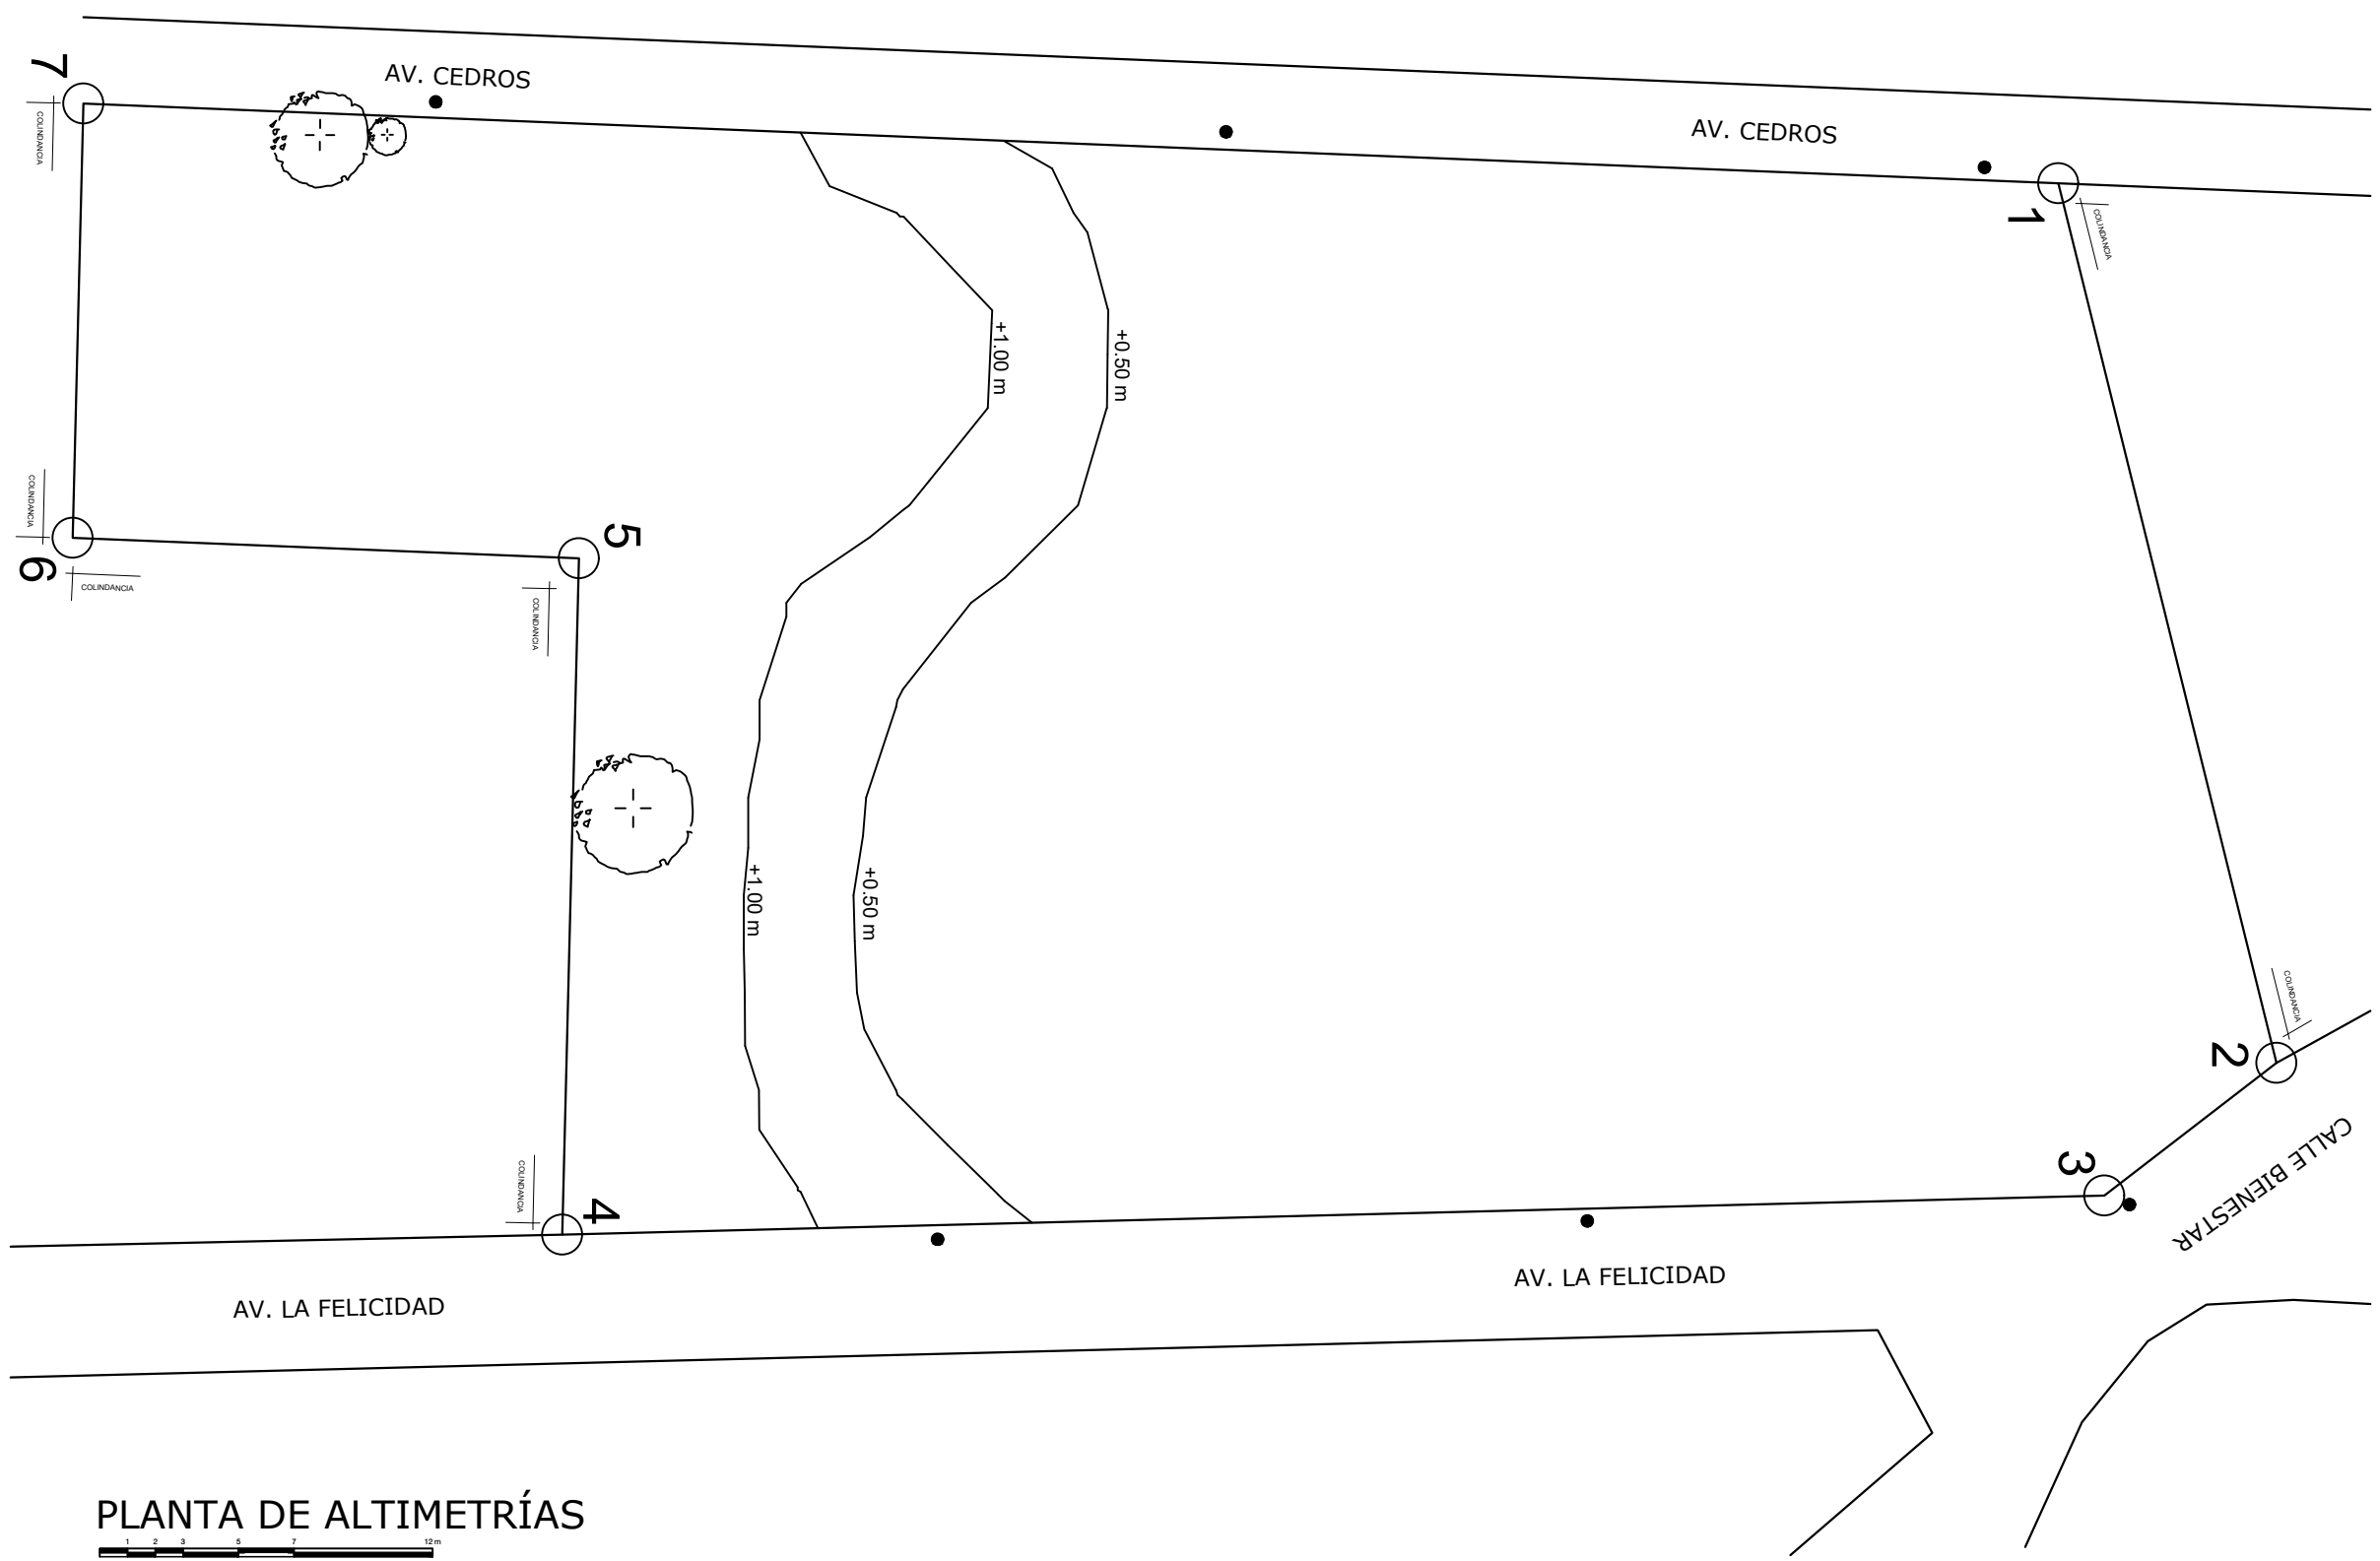 AV. CEDROS
7
COLINDANCIA
AV. CEDROS
1
COLINDANCIA
+1.00 m
+0.50 m
COLINDANCIA
5
6
COLINDANCIA
COLINDANCIA
+1.00 m
+0.50 m
COLINDANCIA
2
CALLE BIENESTAR
3
COLINDANCIA
4
AV. LA FELICIDAD
AV. LA FELICIDAD
PLANTA DE ALTIMETRÍAS
1 2 3 5 7 12 m